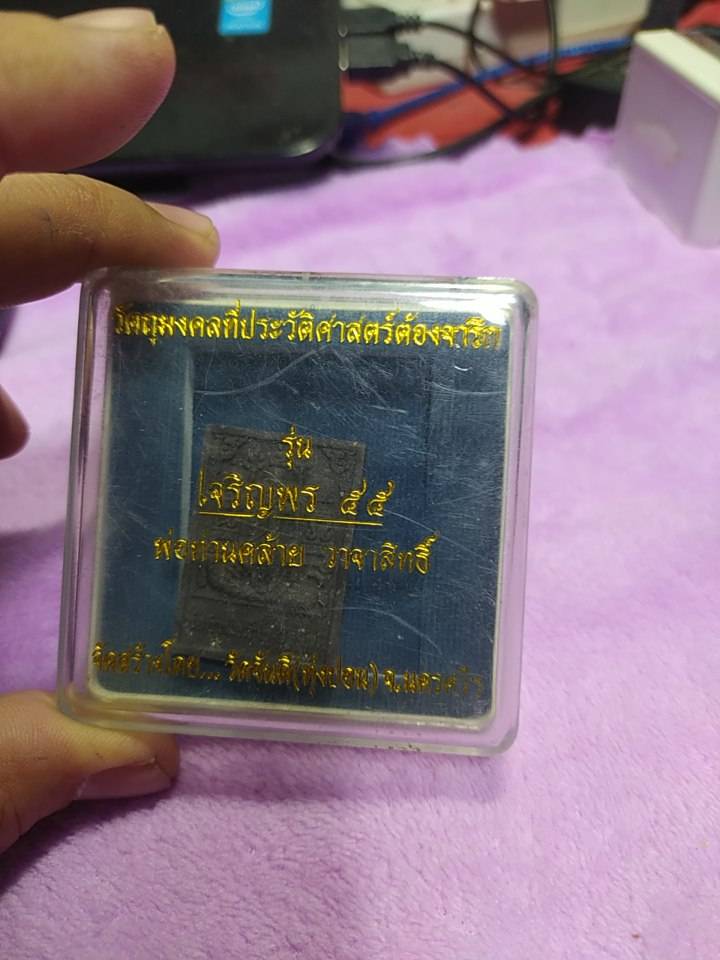 intel
วัตถุมงคลที่ประวัติศาสตร์ต้องจารึก
รุ่น
เจริญพร ๕๕
พ่อท่านคล้าย วาจาสิทธิ์
จัดสร้างโดย... วัดจันดี(ทุ่งปอน) จ.นครศรีฯ